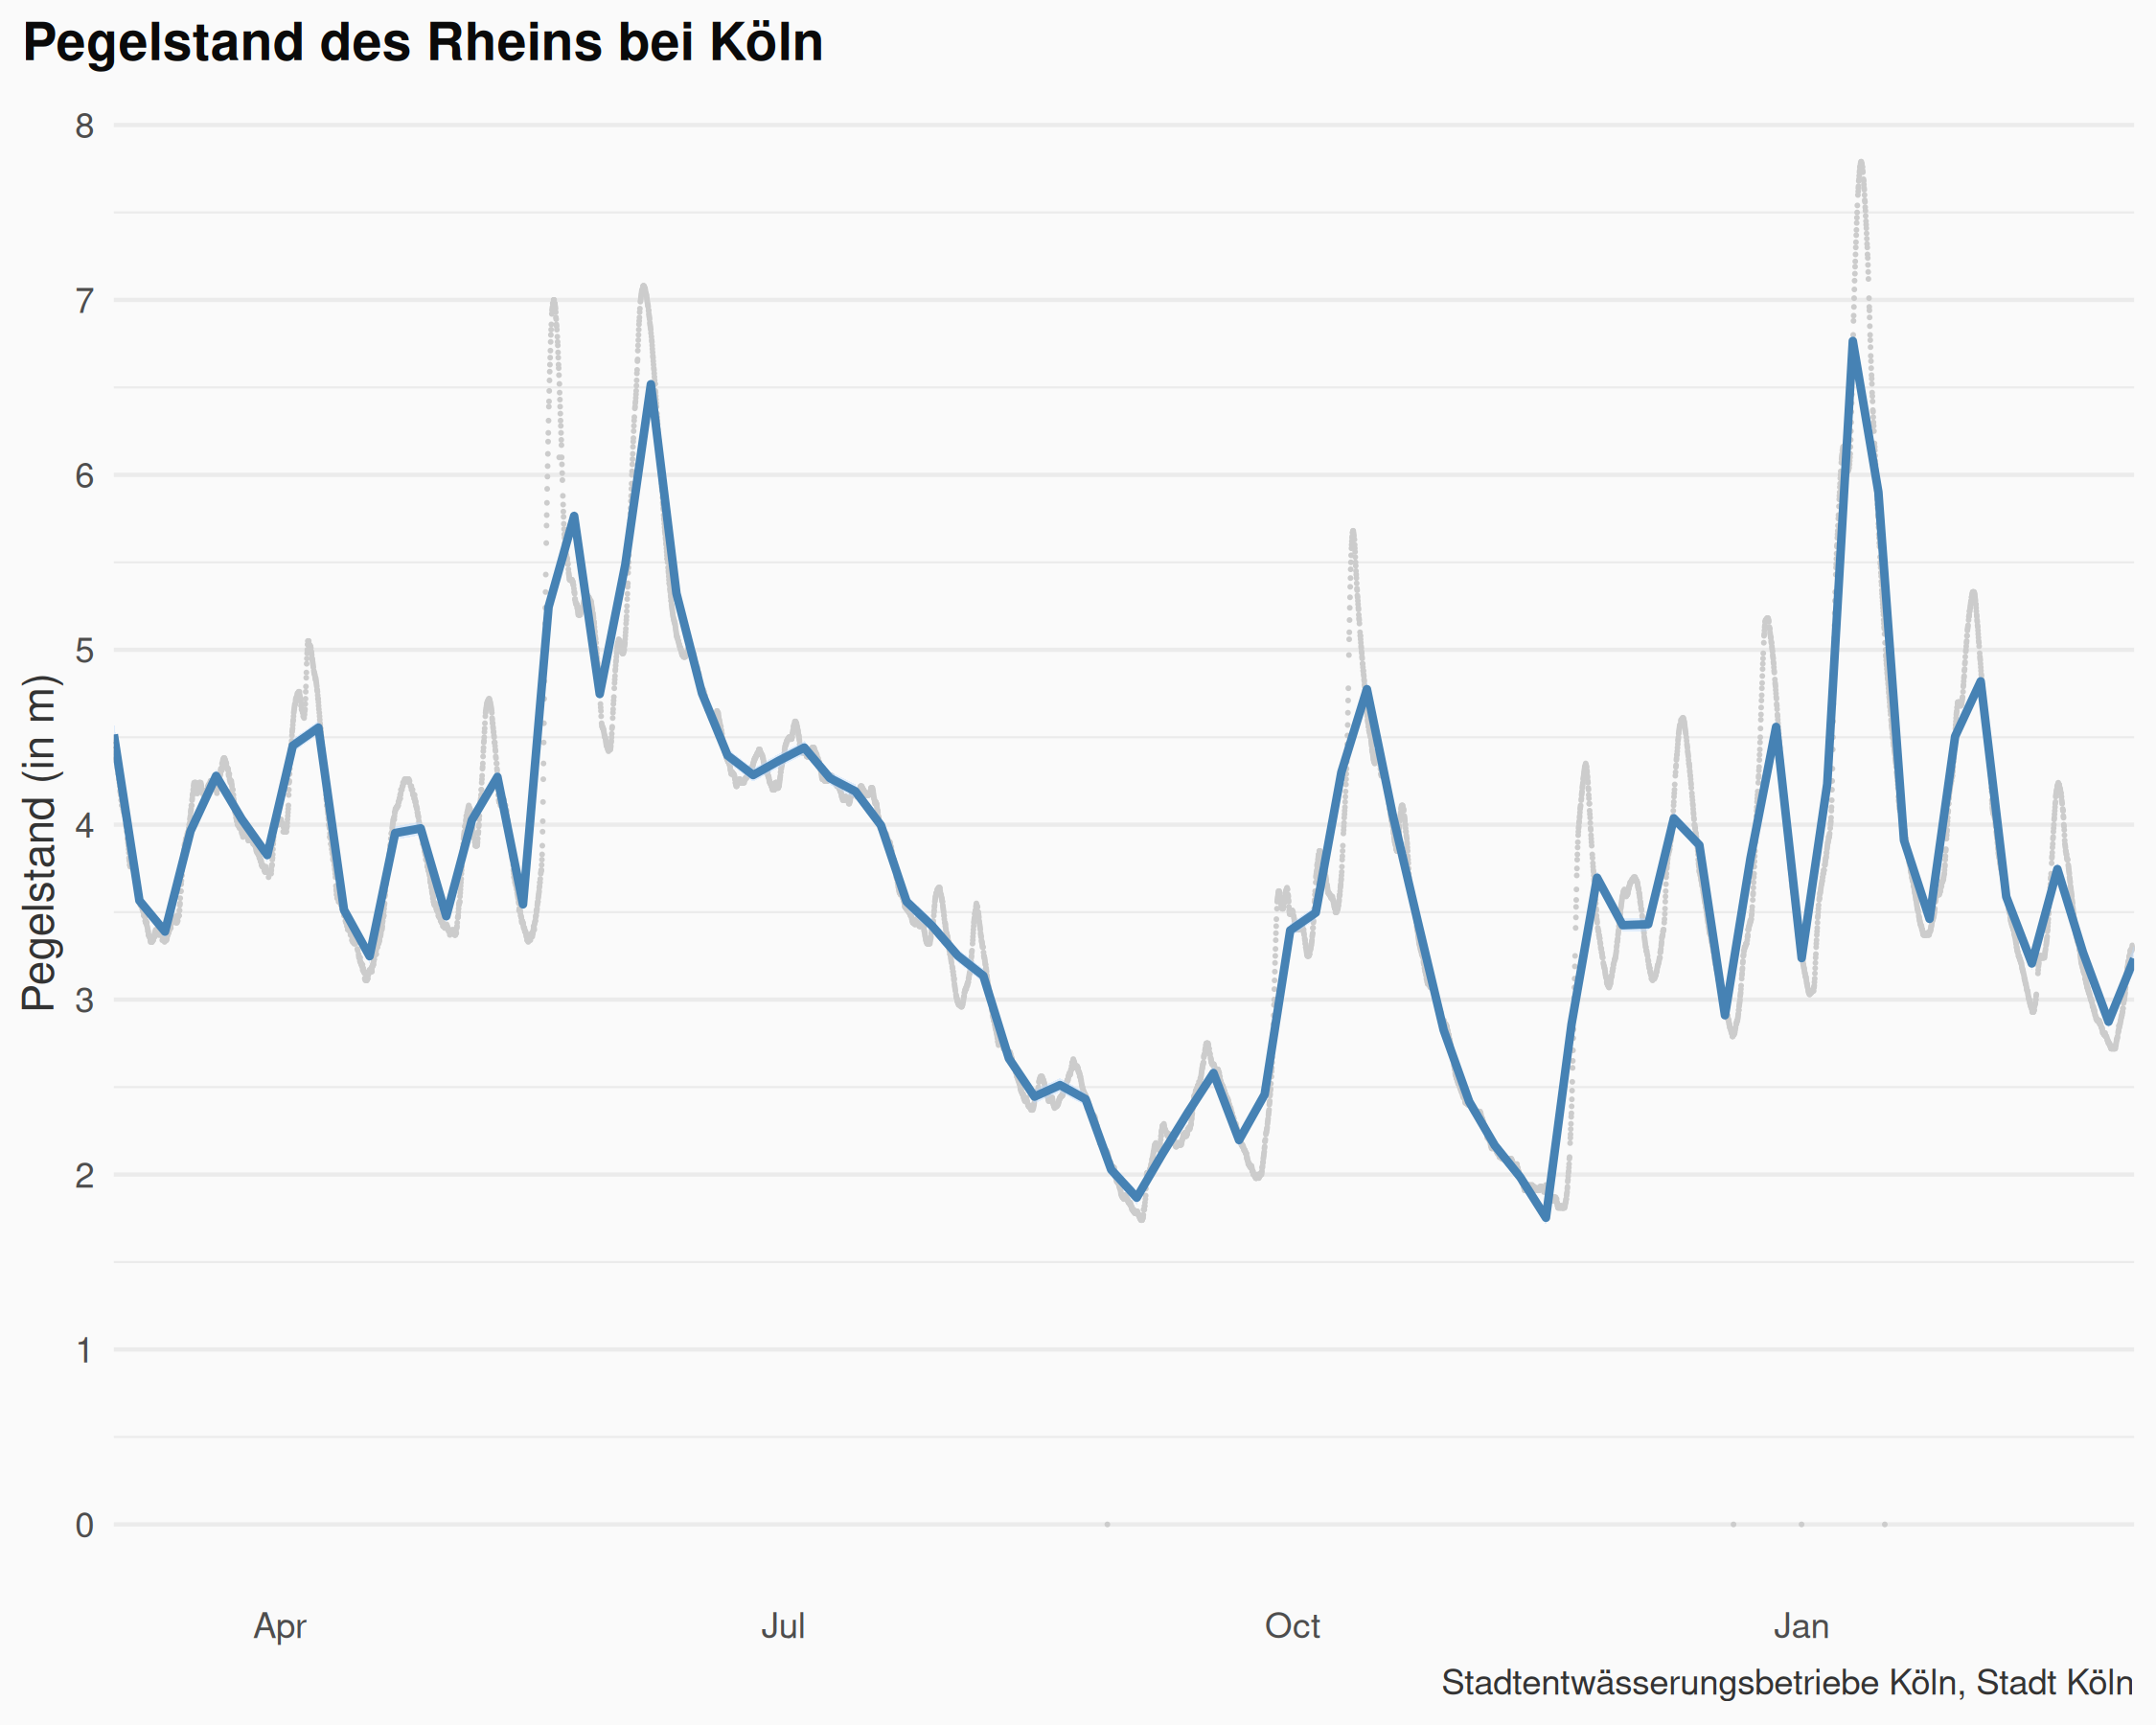 Pegelstand des Rheins bei Köln
Pegelstand (in m)
8
7
6
5
4
3
2
1
0
Apr Jul Oct Jan
Stadtentwässerungsbetriebe Köln, Stadt Köln